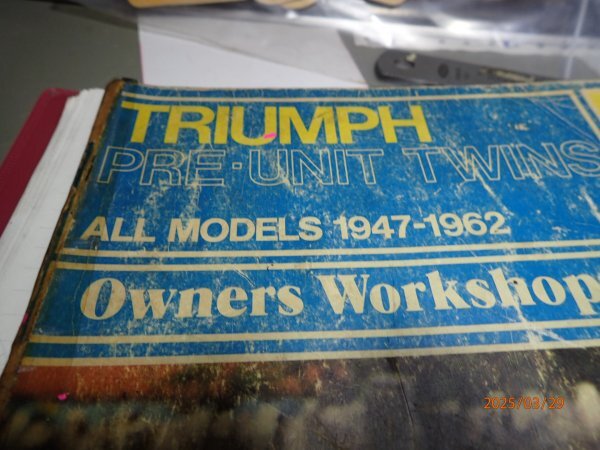 TRIUMPH
PRE-UNIT TWINS
ALL MODELS 1947-1962
Owners Workshop
2025/03/29